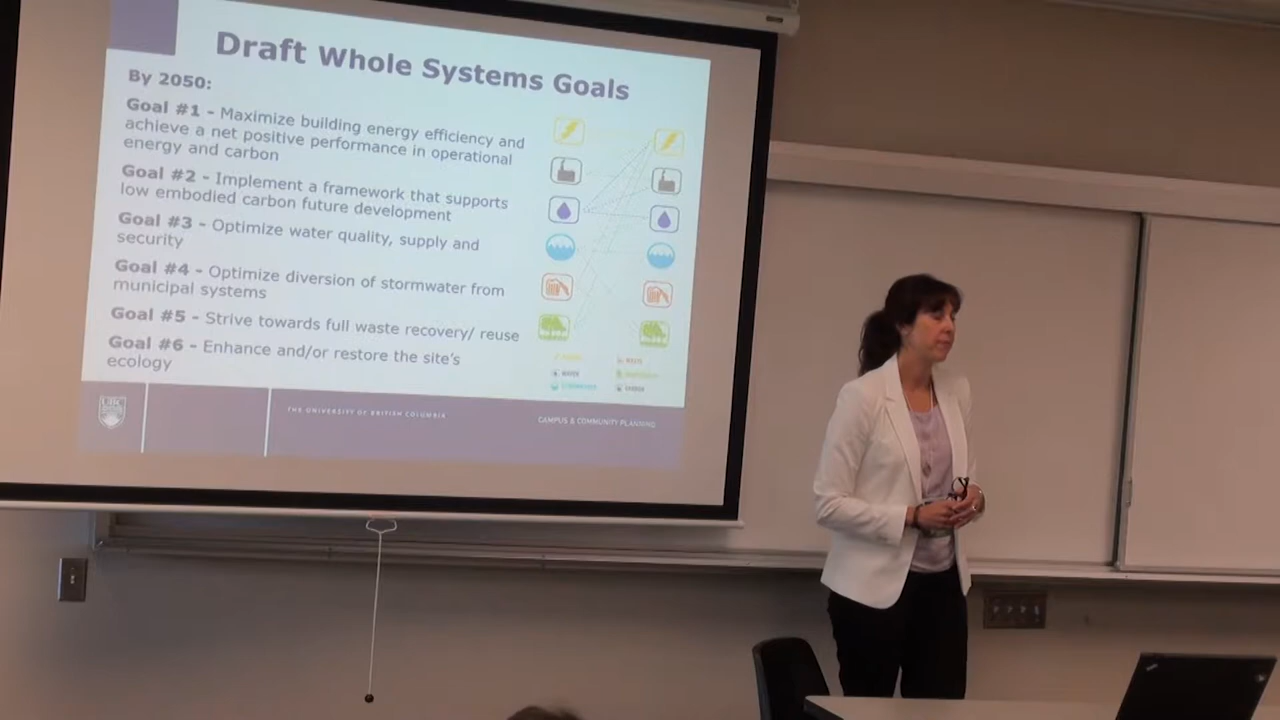 Draft Whole Systems Goals
By 2050:
Goal #1 - Maximize building energy efficiency and
achieve a net positive performance in operational
energy and carbon
Goal #2 - Implement a framework that supports
low embodied carbon future development
Goal #3 - Optimize water quality, supply and
security
Goal #4 - Optimize diversion of stormwater from
municipal systems
Goal #5 - Strive towards full waste recovery/ reuse
Goal #6 - Enhance and/or restore the site's
ecology
UBC
THE UNIVERSITY OF BRITISH COLUMBIA
CAMPUS & COMMUNITY PLANNING